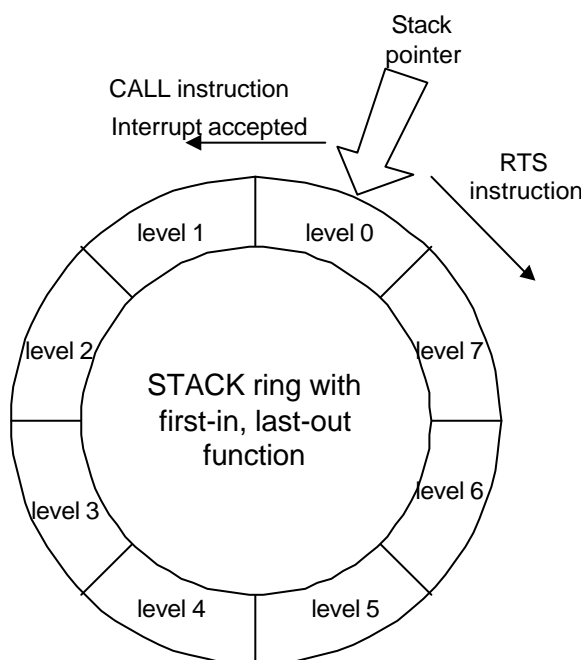 Stack
pointer
CALL instruction
Interrupt accepted
RTS
instruction
level 1
level 0
level 2
level 7
STACK ring with
first-in, last-out
function
level 3
level 6
level 4
level 5